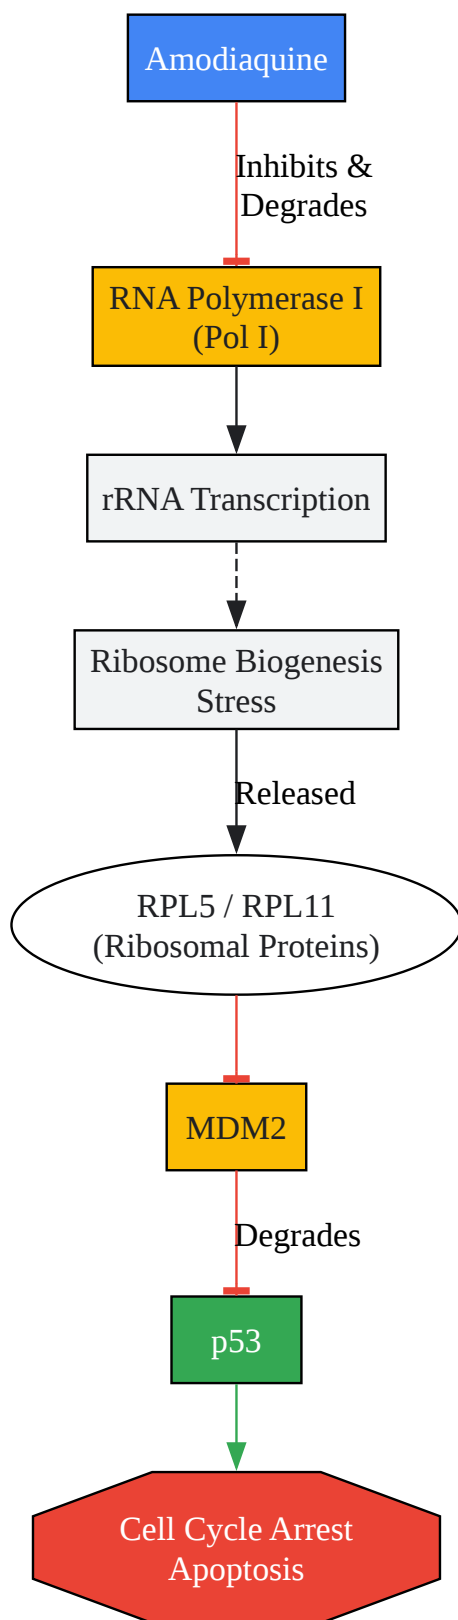 Amodiaquine
Inhibits &
Degrades
RNA Polymerase I
(Pol I)
rRNA Transcription
Ribosome Biogenesis
Stress
Released
RPL5 / RPL11
(Ribosomal Proteins)
MDM2
Degrades
p53
Cell Cycle Arrest
Apoptosis